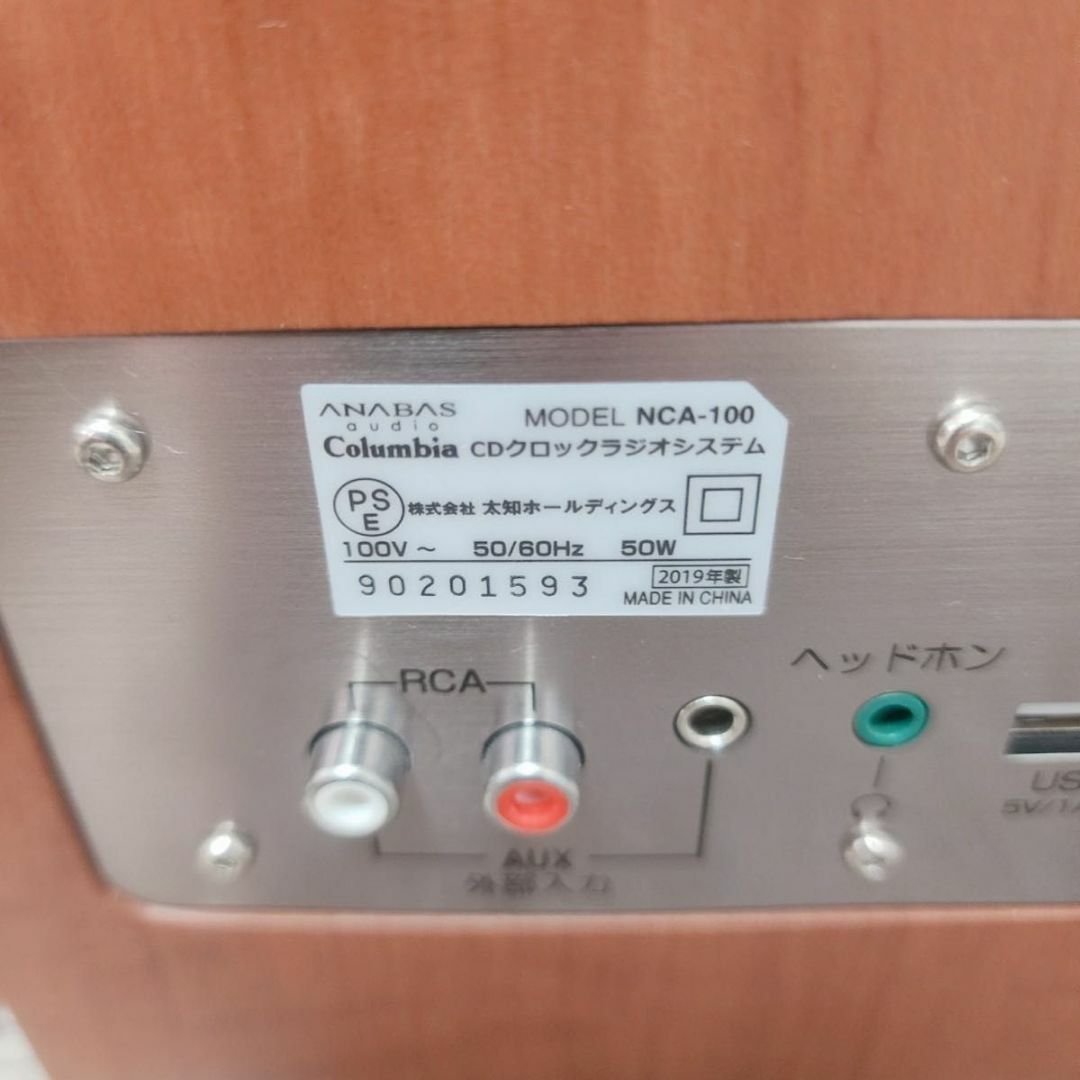 ANABAS
audio
MODEL NCA-100
Columbia CDクロックラジオシステム
PS
E
株式会社 太知ホールディングス
100V ~ 50/60Hz 50W
90201593
2019年製
MADE IN CHINA
ヘッドホン
RCA
US
5V/1A
AUX
外部入力